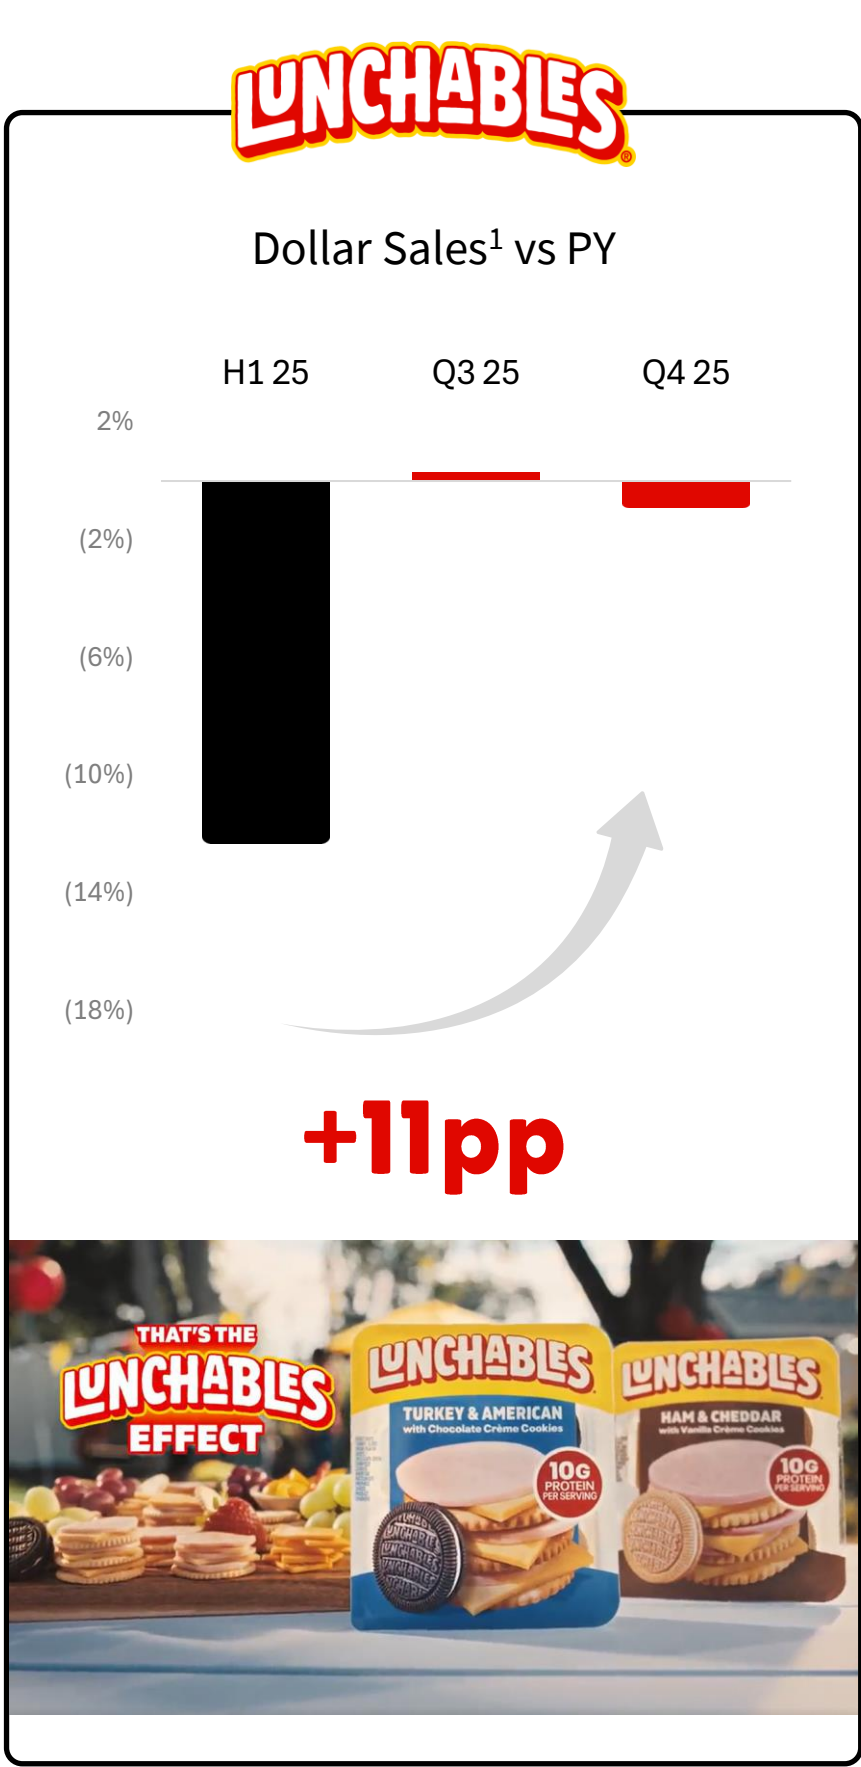 LUNCHABLES®
Dollar Sales¹ vs PY
H1 25 Q3 25 Q4 25
2%
(2%)
(6%)
(10%)
(14%)
(18%)
+11pp
THAT'S THE
LUNCHABLES
EFFECT
LUNCHABLES
TURKEY & AMERICAN
with Chocolate Crème Cookies
10G
PROTEIN
PER SERVING
LUNCHABLES
HAM & CHEDDAR
with Vanilla Crème Cookies
10G
PROTEIN
PER SERVING
LUNCHABLES
LUNCHABLES